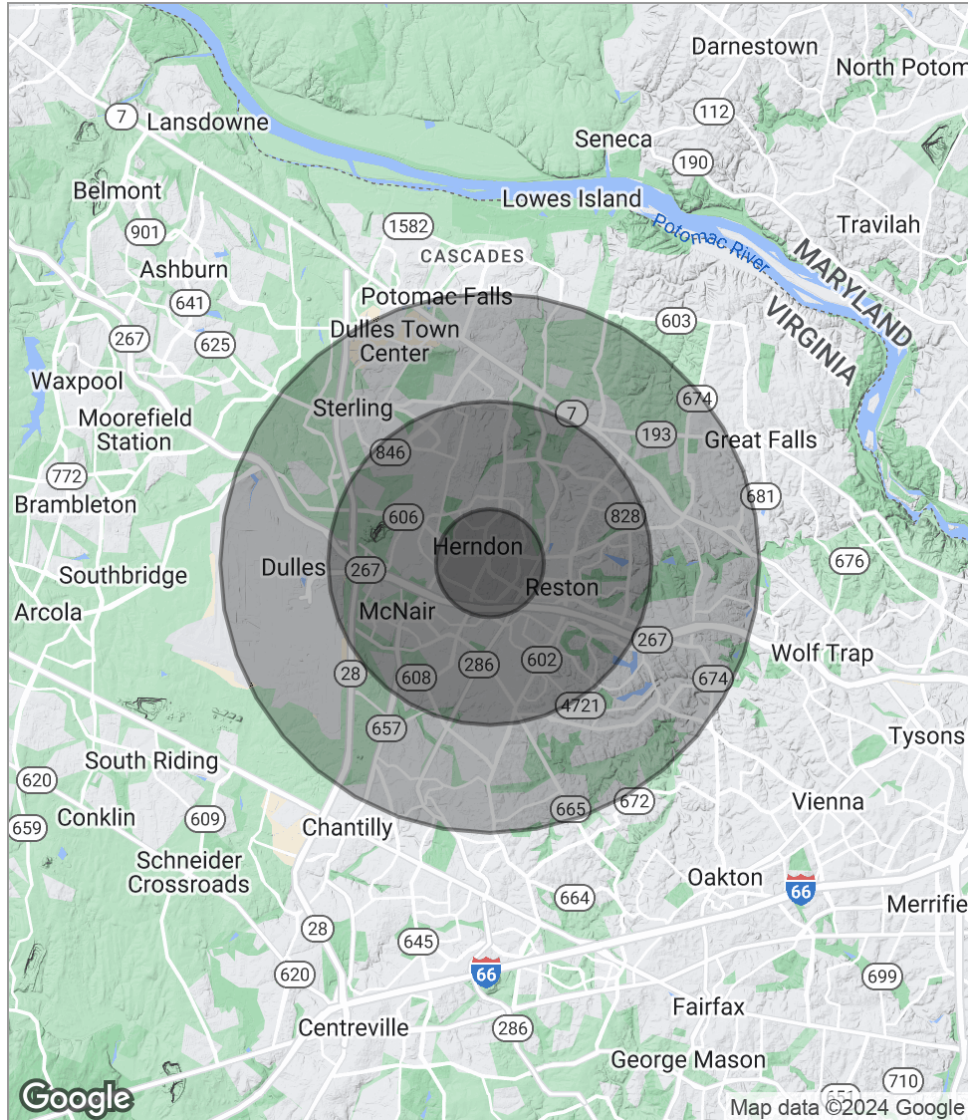 Darnestown
North Potom
7
Lansdowne
112
Seneca
190
Belmont
Lowes Island
901
1582
Travilah
Potomac River
CASCADES
MARYLAND
Ashburn
641
Potomac Falls
VIRGINIA
603
267
625
Dulles Town
Center
Waxpool
674
Sterling
7
Moorefield
Station
193
Great Falls
846
772
681
Brambleton
606
828
Herndon
676
Southbridge
Dulles
267
Reston
Arcola
McNair
267
Wolf Trap
28
608
286
602
674
4721
657
Tysons
South Riding
620
672
Vienna
665
Conklin
609
659
Chantilly
Schneider
Crossroads
Oakton
66
664
Merrifie
28
645
620
66
699
Fairfax
Centreville
286
George Mason
710
651
Google
Map data ©2024 Google